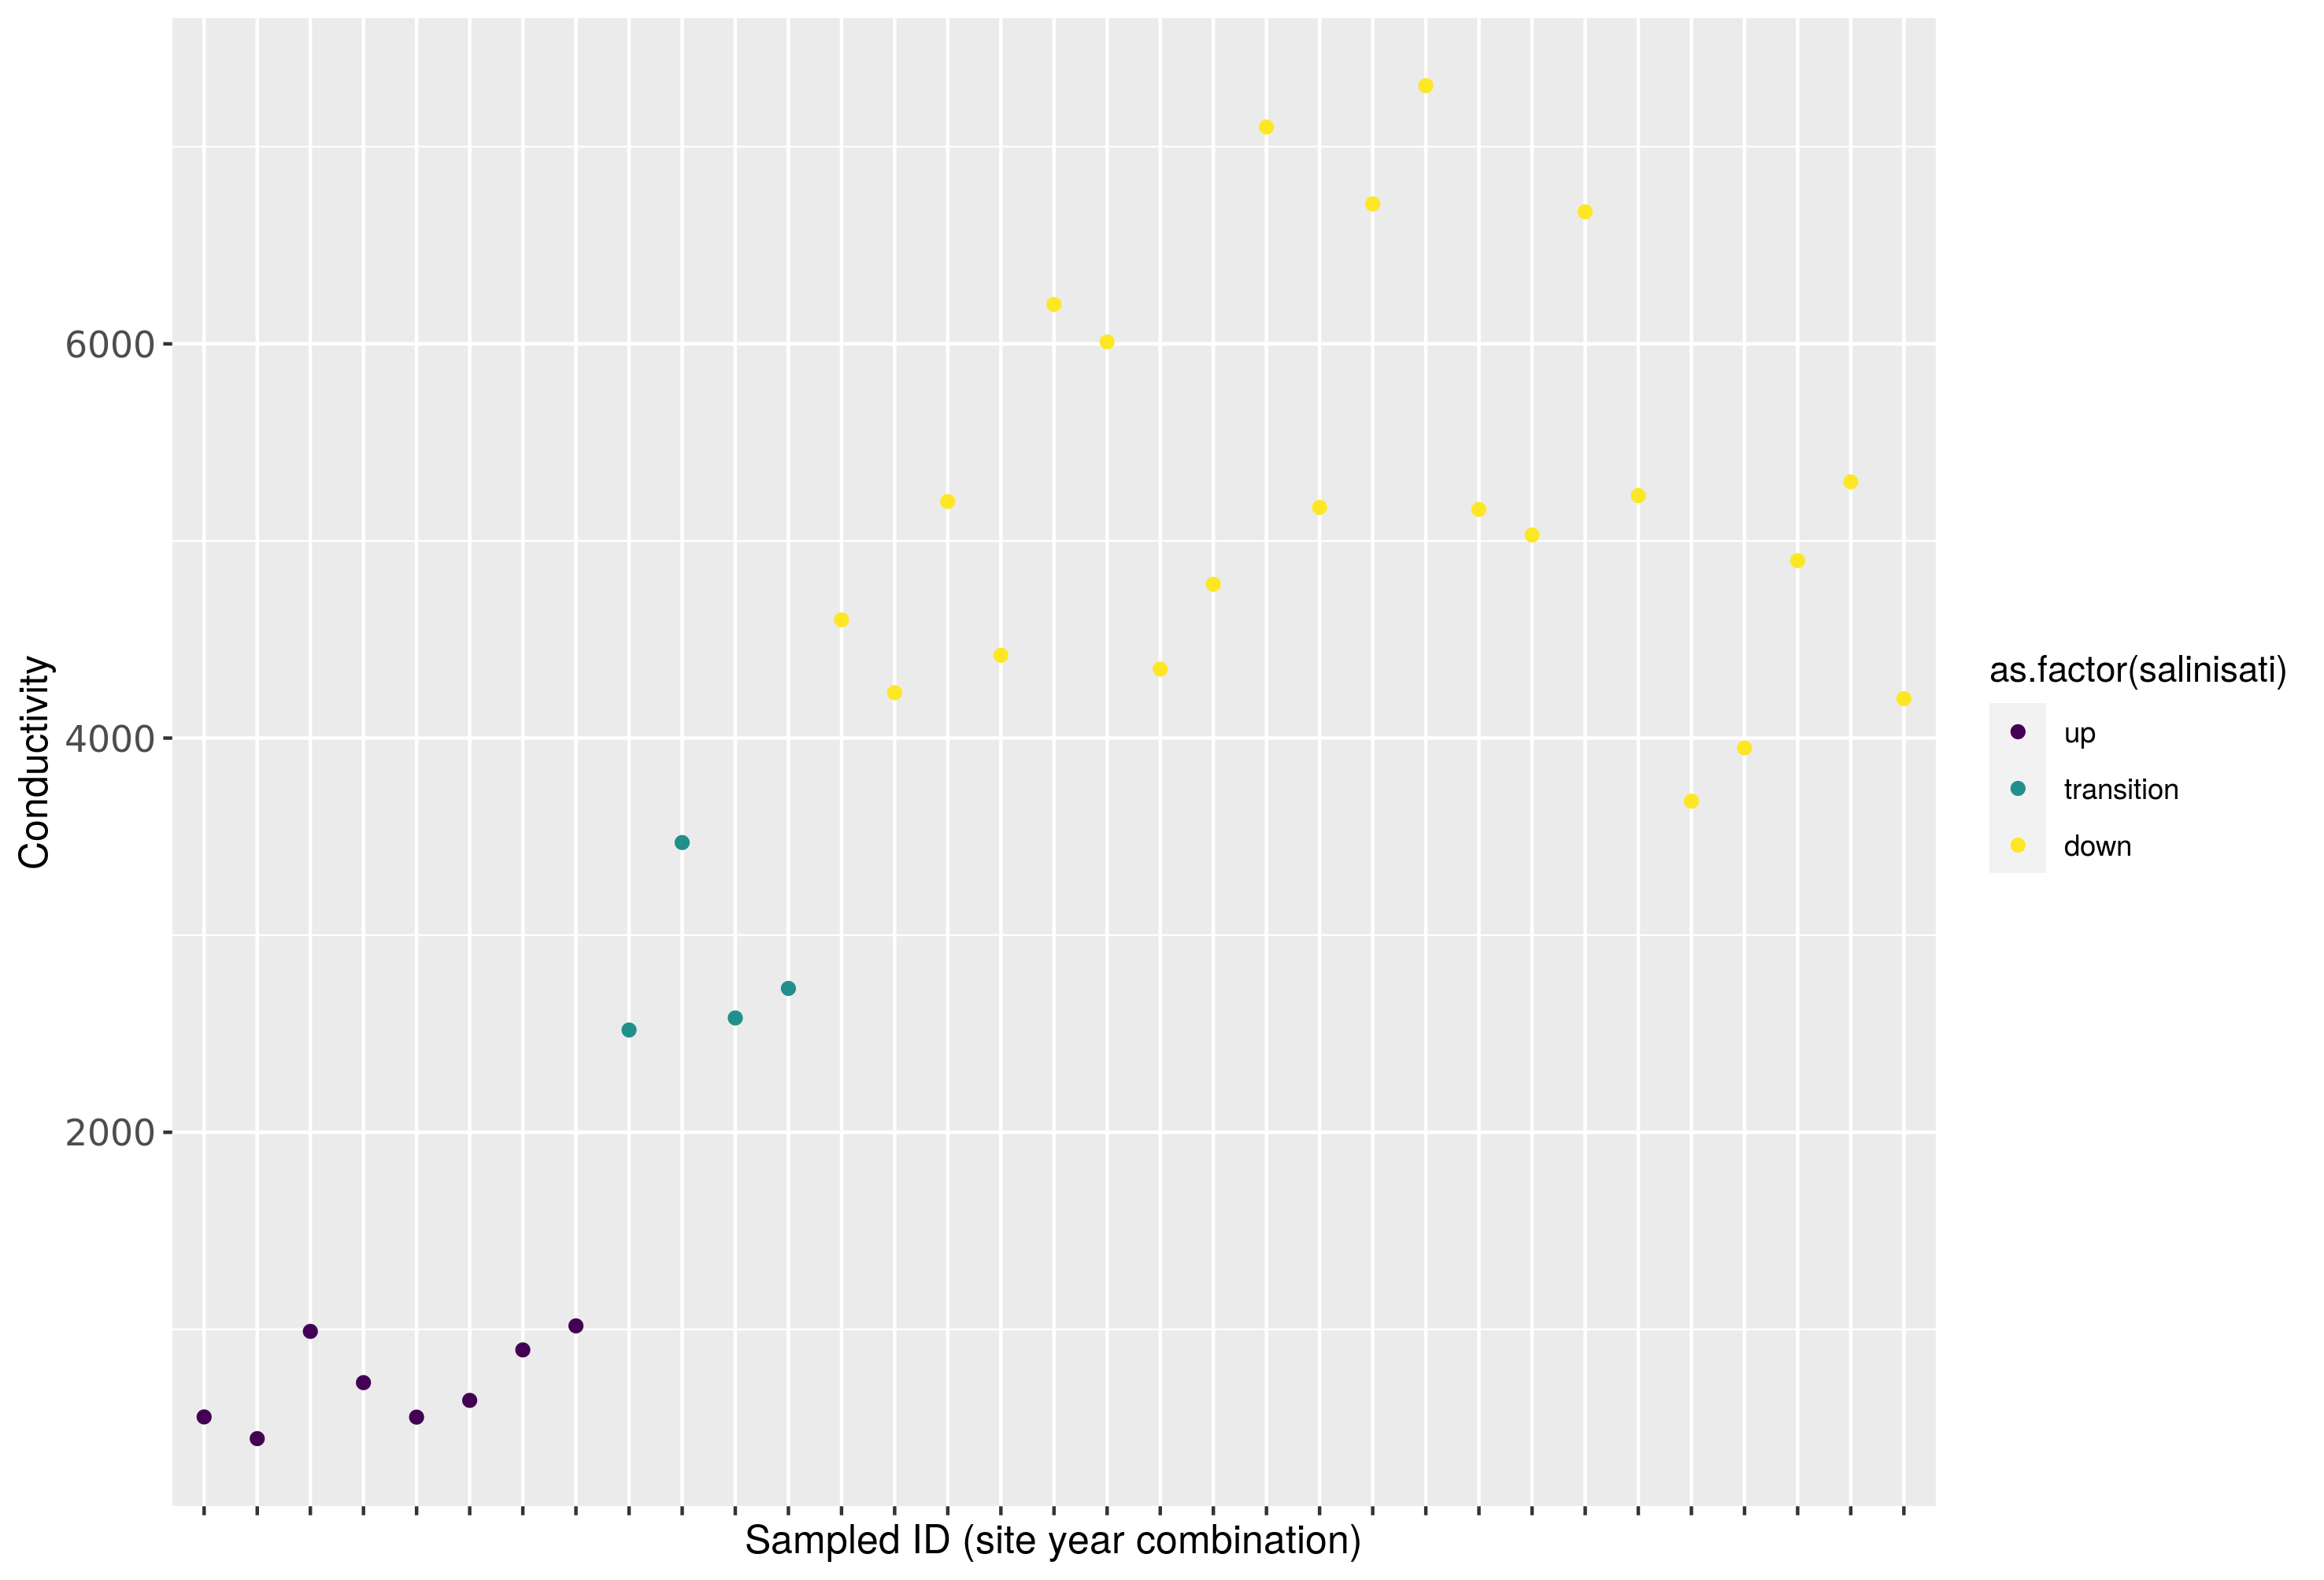 6000
4000
2000
Conductivity
Sampled ID (site year combination)
as.factor(salinisati)
up
transition
down